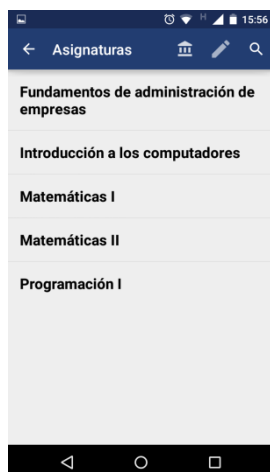 H 15:56
Asignaturas
Fundamentos de administración de
empresas
Introducción a los computadores
Matemáticas I
Matemáticas II
Programación I